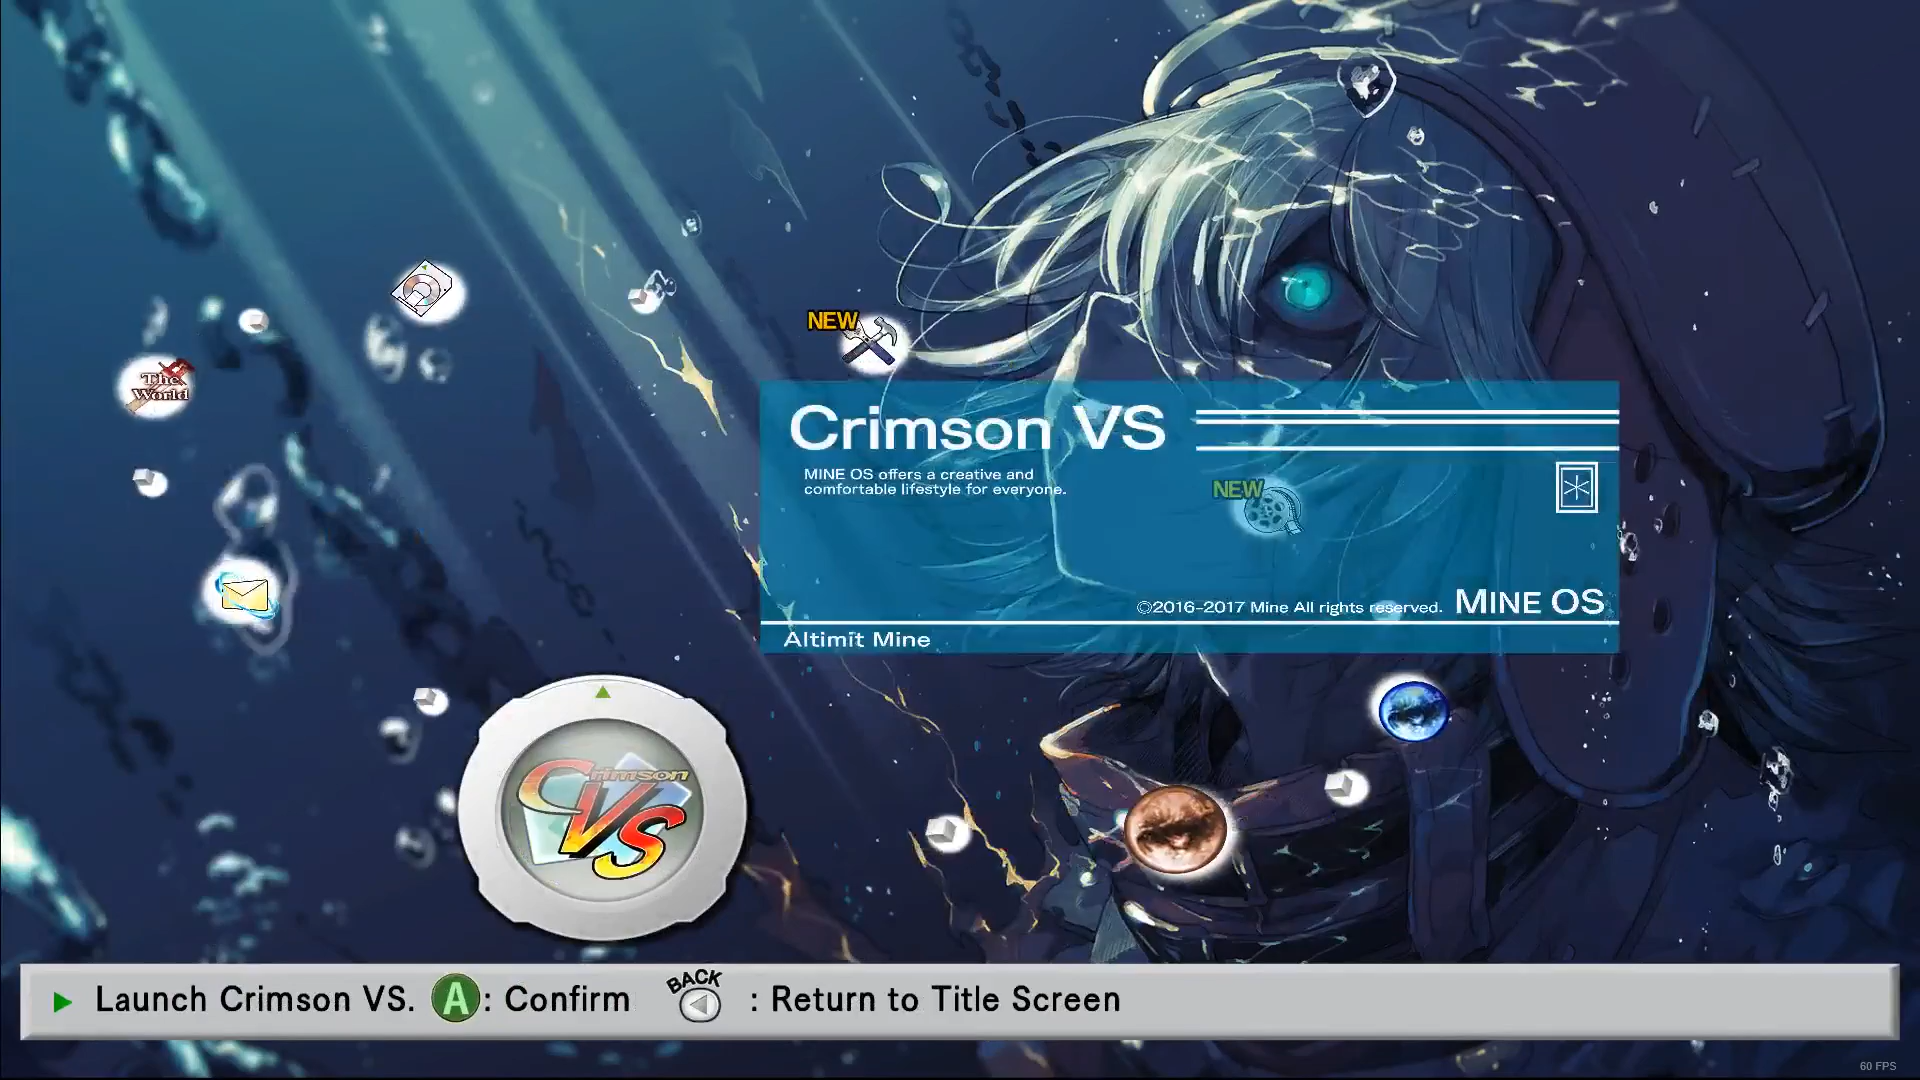 NEW
The
World
Crimson VS
MINE OS offers a creative and
comfortable lifestyle for everyone.
NEW
©2016-2017 Mine All rights reserved. MINE OS
Altimit Mine
Crimson
VS
BACK
Launch Crimson VS. A : Confirm : Return to Title Screen
60 FPS